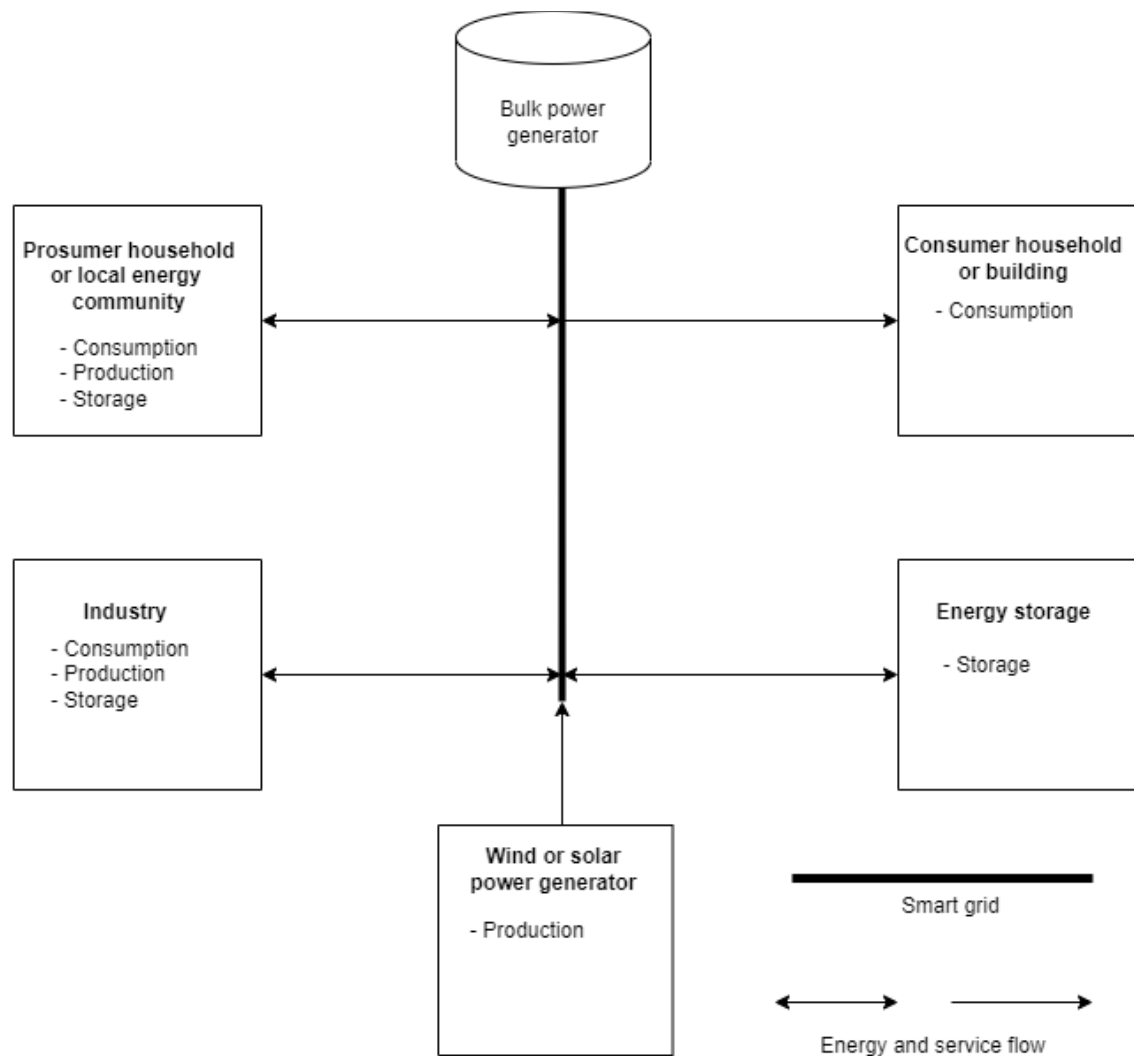 Bulk power
generator
Prosumer household
or local energy
community
- Consumption
- Production
- Storage
Consumer household
or building
- Consumption
Industry
- Consumption
- Production
- Storage
Energy storage
- Storage
Wind or solar
power generator
- Production
Smart grid
Energy and service flow